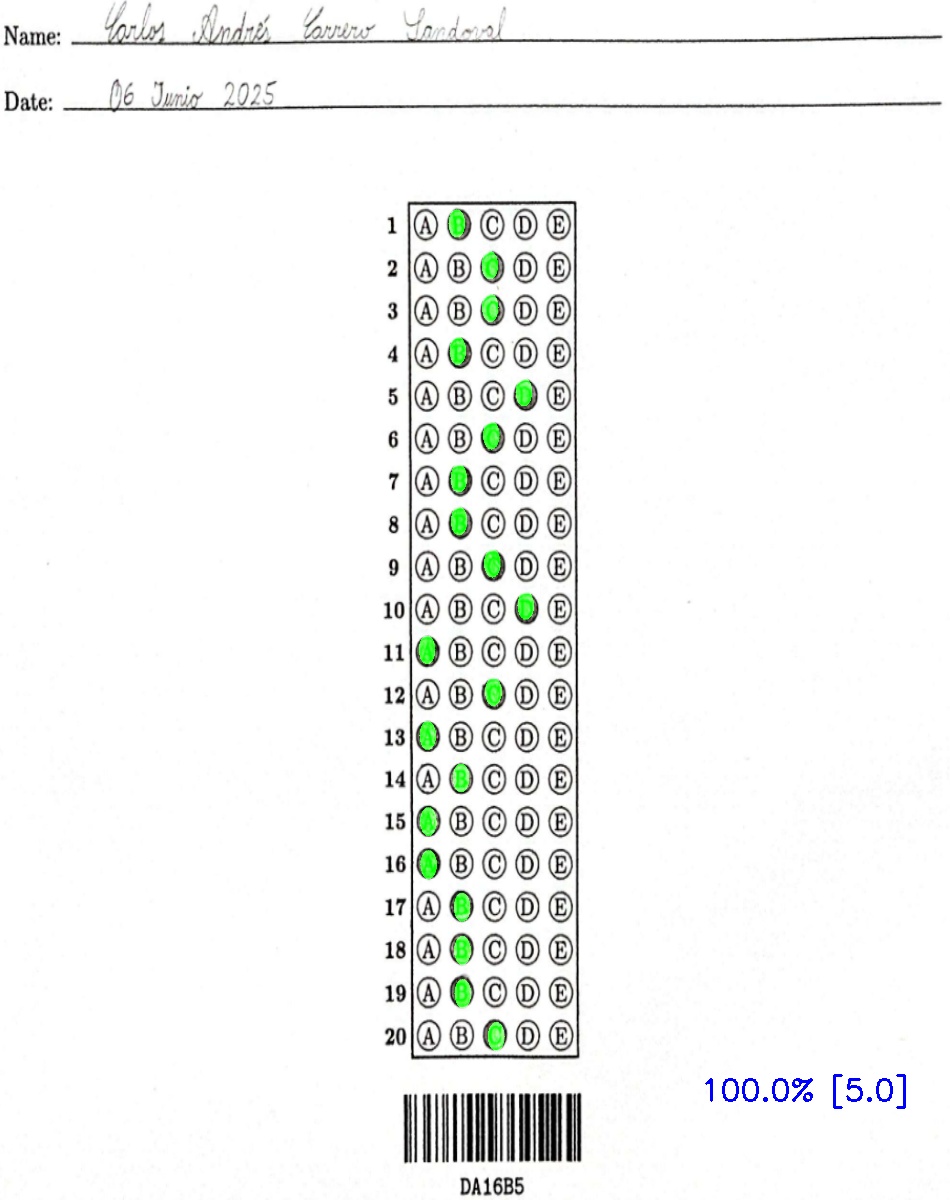 Name: Carlos Andrés Carrero Sandoval
Date: 06 Junio 2025
1 A B C D E
2 A B C D E
3 A B C D E
4 A B C D E
5 A B C D E
6 A B C D E
7 A B C D E
8 A B C D E
9 A B C D E
10 A B C D E
11 A B C D E
12 A B C D E
13 A B C D E
14 A B C D E
15 A B C D E
16 A B C D E
17 A B C D E
18 A B C D E
19 A B C D E
20 A B C D E
100.0% [5.0]
DA16B5